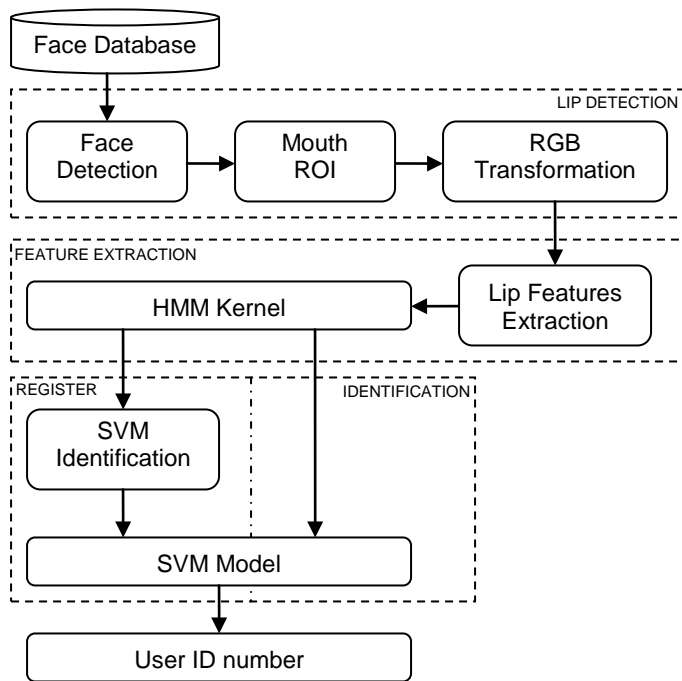 Face Database
LIP DETECTION
Face
Detection
Mouth
ROI
RGB
Transformation
FEATURE EXTRACTION
Lip Features
Extraction
HMM Kernel
REGISTER
IDENTIFICATION
SVM
Identification
SVM Model
User ID number